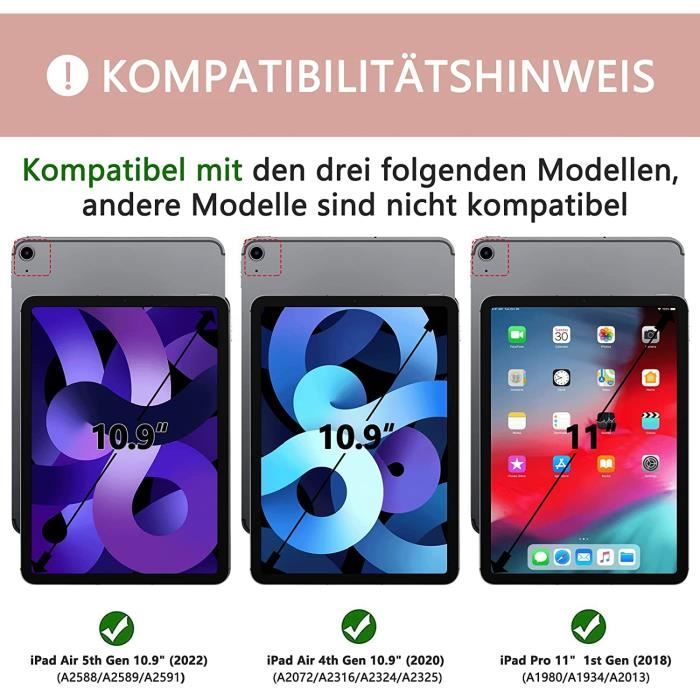 ! KOMPATIBILITÄTSHINWEIS
Kompatibel mit den drei folgenden Modellen,
andere Modelle sind nicht kompatibel
10.9"
10.9"
11"
30
iPad Air 5th Gen 10.9" (2022)
(A2588/A2589/A2591)
iPad Air 4th Gen 10.9" (2020)
(A2072/A2316/A2324/A2325)
iPad Pro 11" 1st Gen (2018)
(A1980/A1934/A2013)